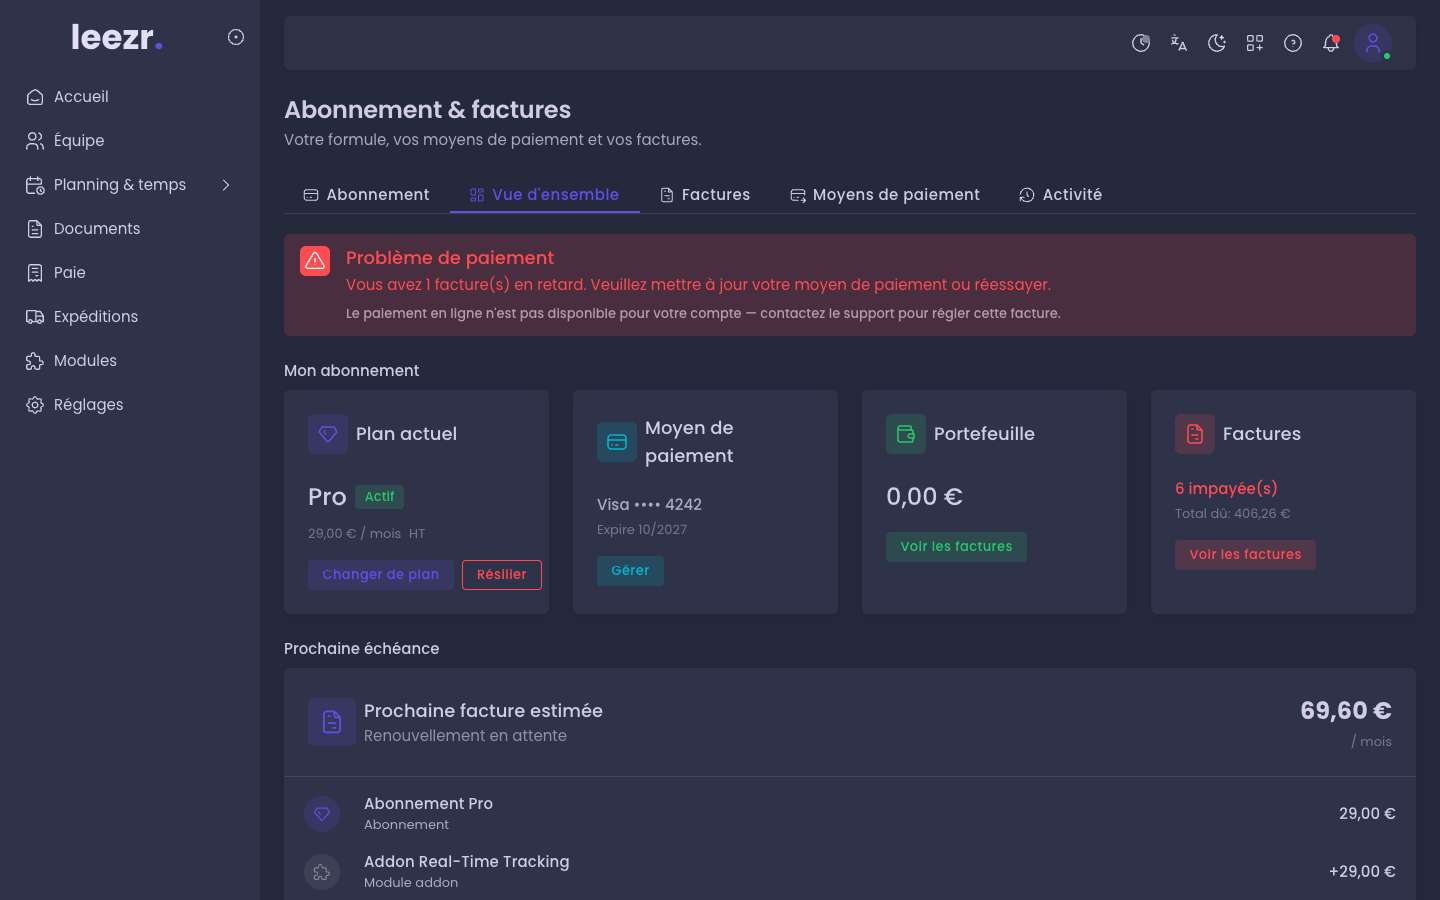 leezr.
Accueil
Équipe
Planning & temps
Documents
Paie
Expéditions
Modules
Réglages
Abonnement & factures
Votre formule, vos moyens de paiement et vos factures.
Abonnement
Vue d'ensemble
Factures
Moyens de paiement
Activité
Problème de paiement
Vous avez 1 facture(s) en retard. Veuillez mettre à jour votre moyen de paiement ou réessayer.
Le paiement en ligne n'est pas disponible pour votre compte — contactez le support pour régler cette facture.
Mon abonnement
Plan actuel
Pro Actif
29,00 € / mois HT
Changer de plan Résilier
Moyen de
paiement
Visa •••• 4242
Expire 10/2027
Gérer
Portefeuille
0,00 €
Voir les factures
Factures
6 impayée(s)
Total dû: 406,26 €
Voir les factures
Prochaine échéance
Prochaine facture estimée
Renouvellement en attente
69,60 €
/ mois
Abonnement Pro
Abonnement
29,00 €
Addon Real-Time Tracking
Module addon
+29,00 €